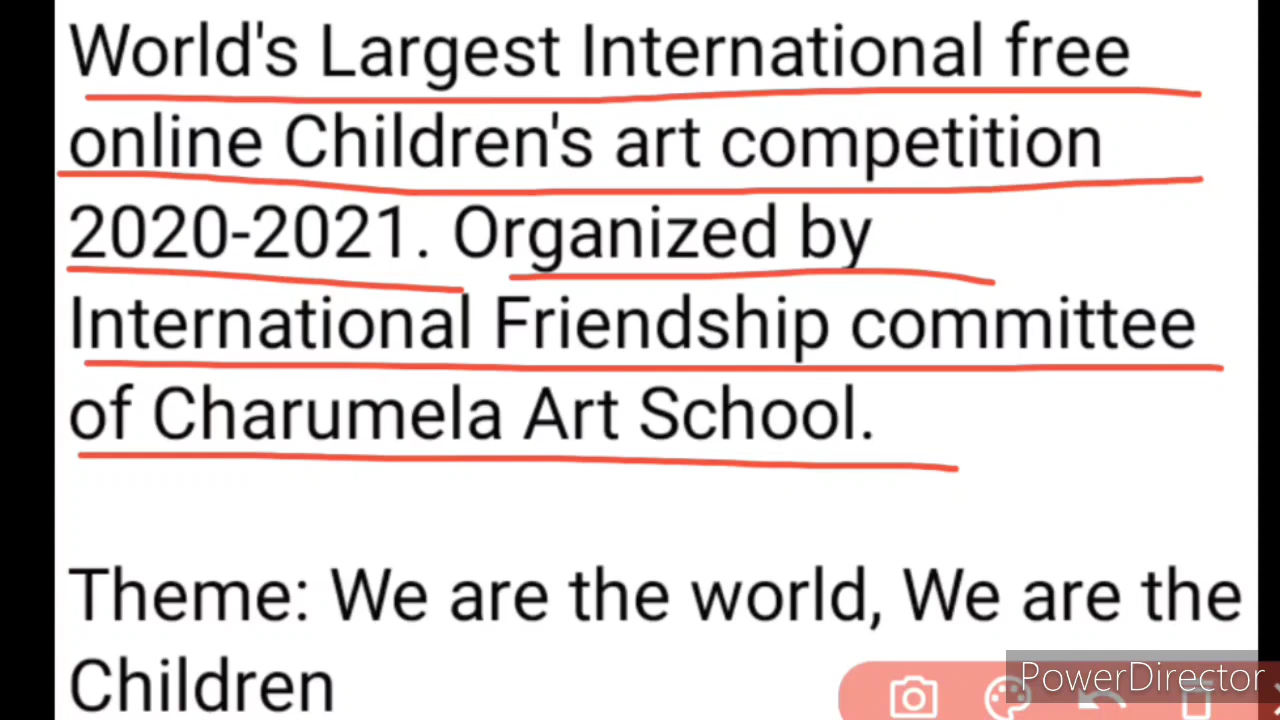 World's Largest International free
online Children's art competition
2020-2021. Organized by
International Friendship committee
of Charumela Art School.
Theme: We are the world, We are the
Children
PowerDirector